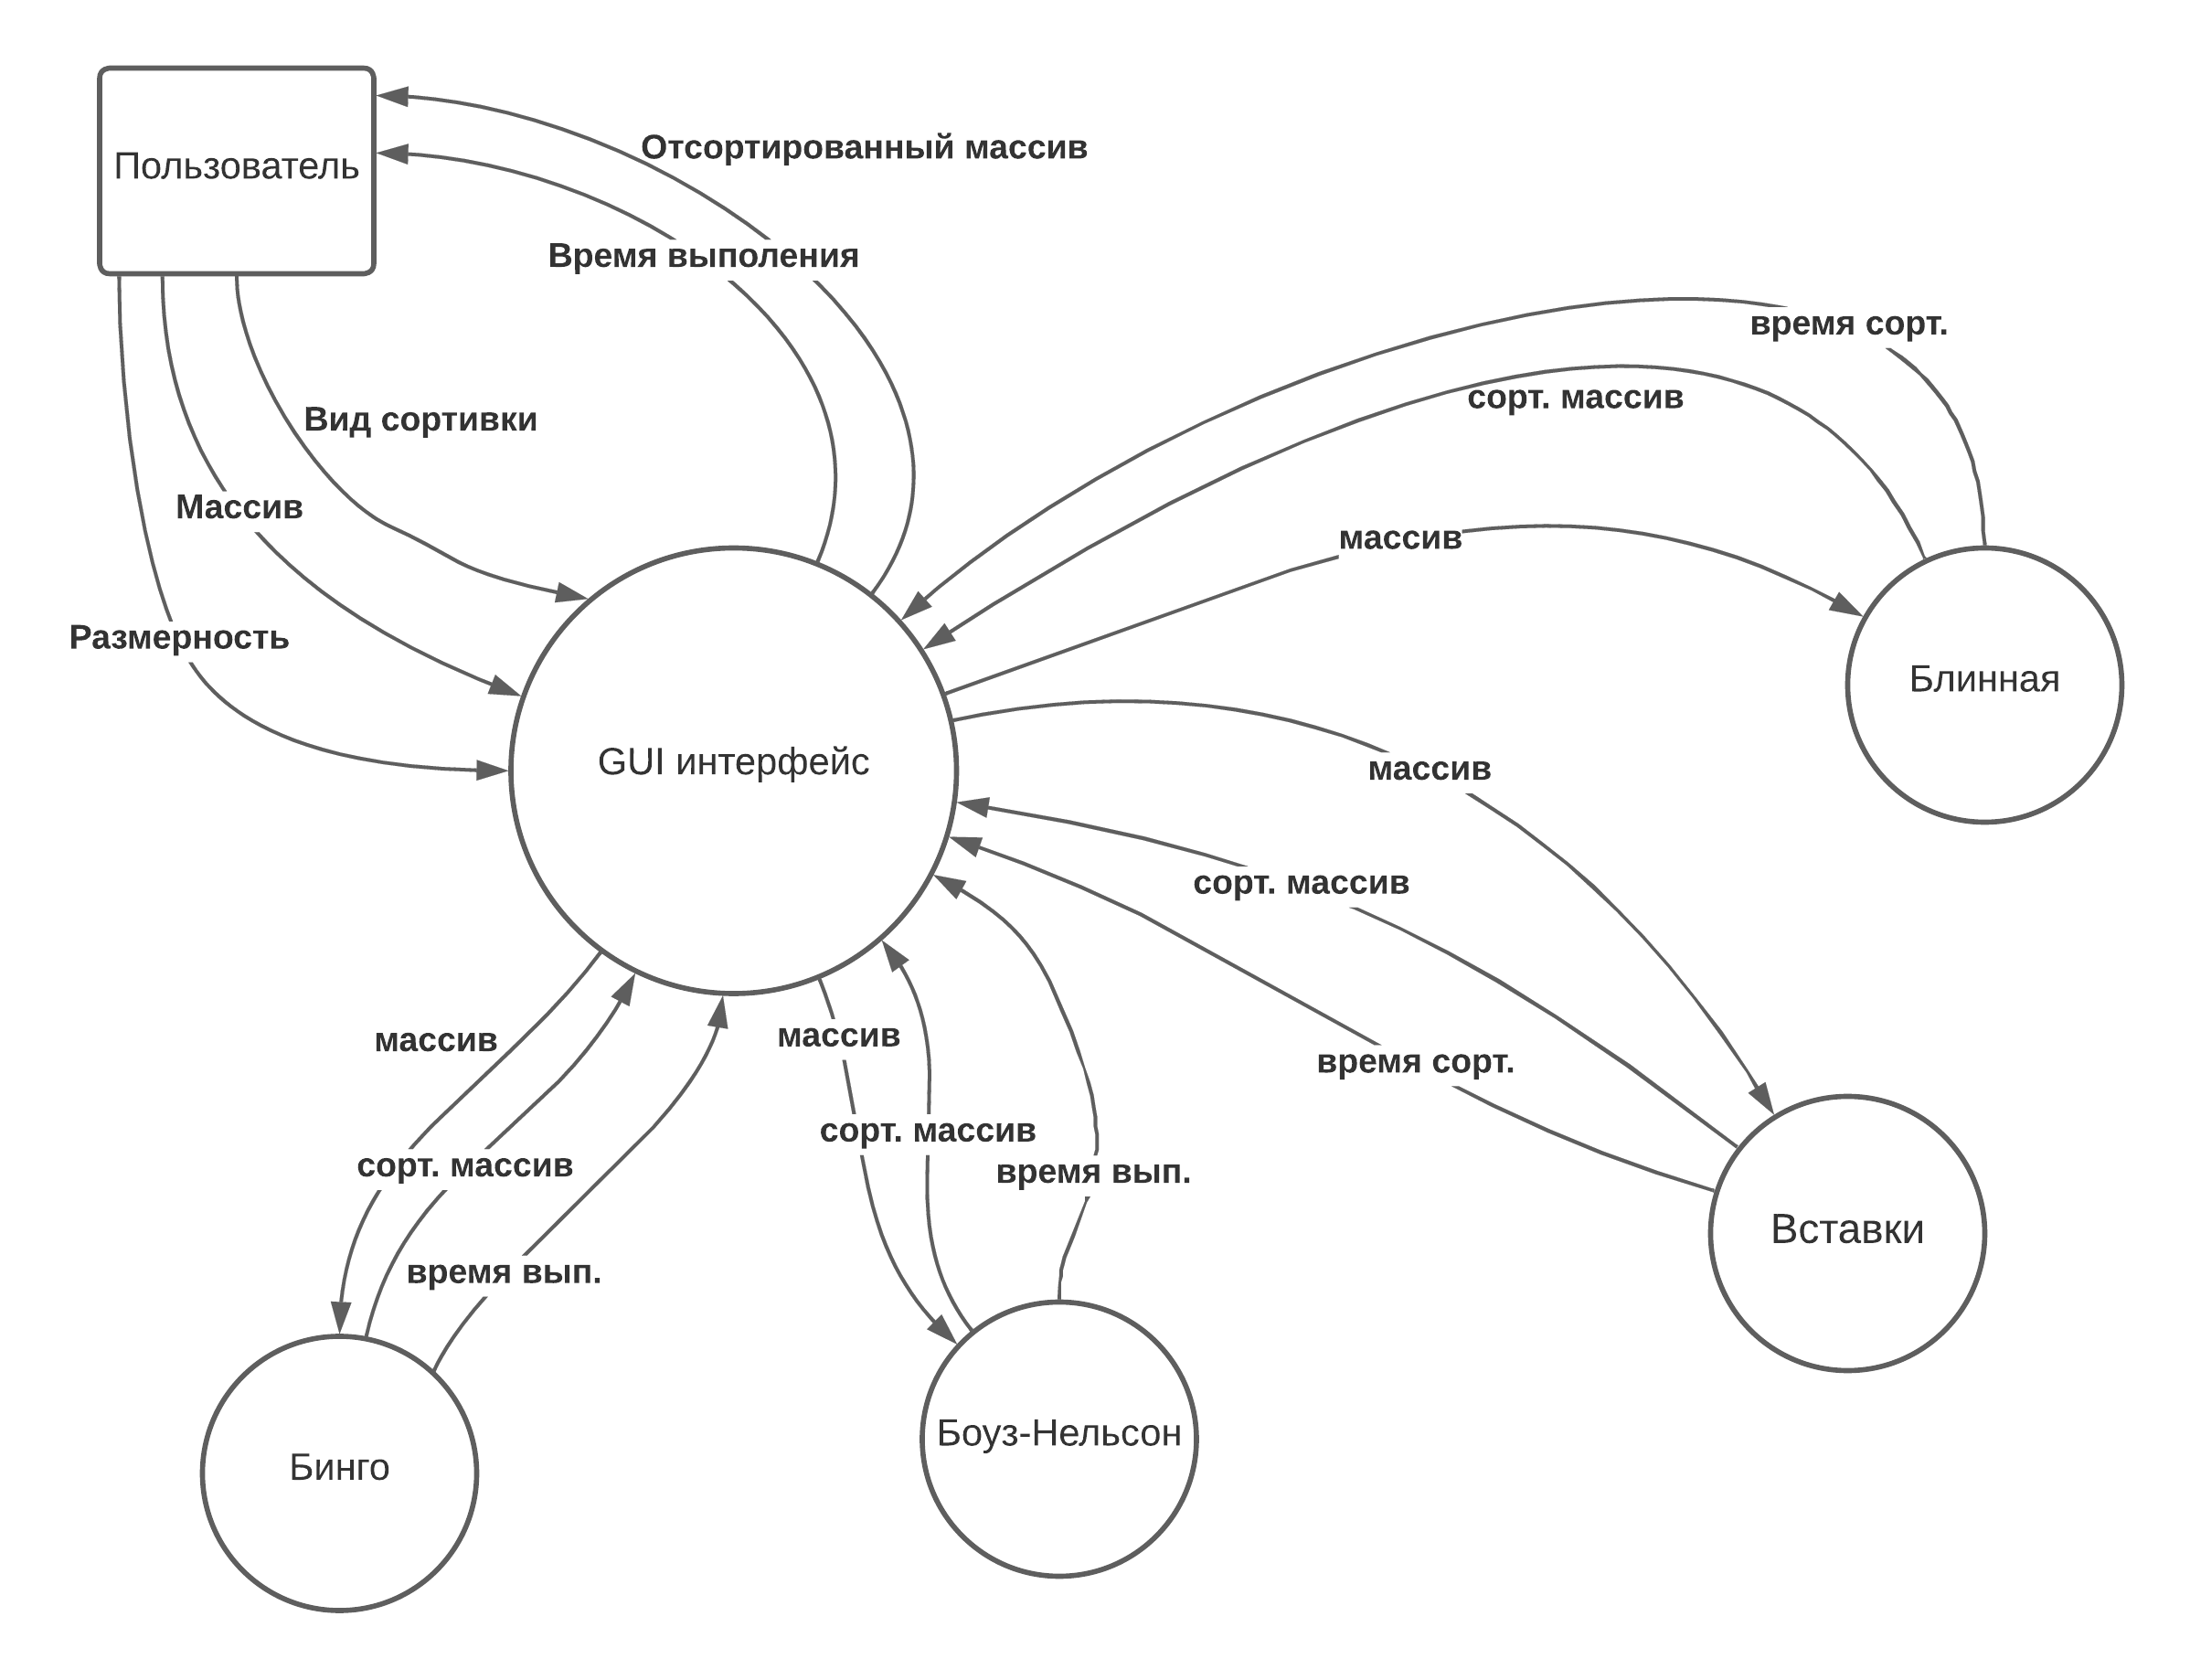 Пользователь
Отсортированный массив
Время выполения
время сорт.
сорт. массив
Вид сортивки
Массив
массив
Размерность
Блинная
GUI интерфейс
массив
сорт. массив
массив
массив
время сорт.
сорт. массив
сорт. массив
время вып.
Вставки
время вып.
Боуз-Нельсон
Бинго